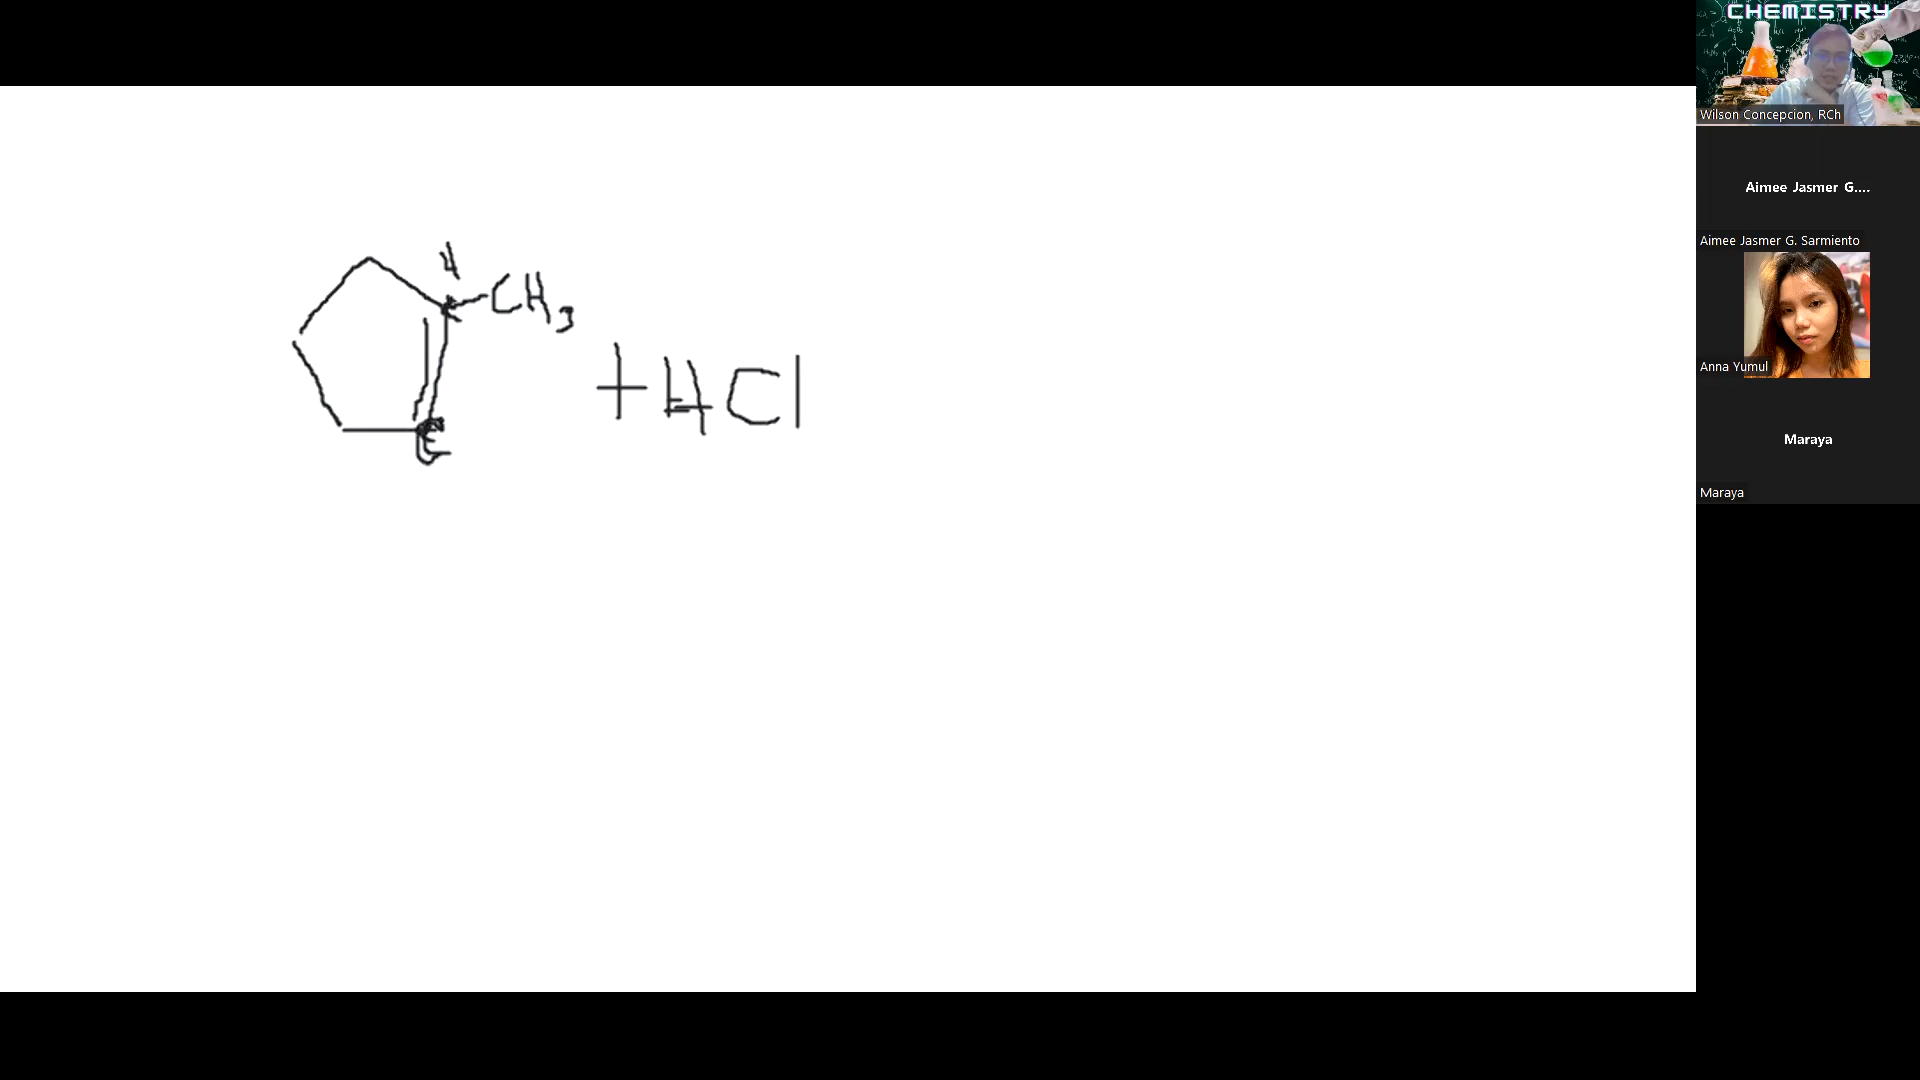 CHEMISTRY
Wilson Concepcion, RCh
Aimee Jasmer G....
Aimee Jasmer G. Sarmiento
Anna Yumul
Maraya
Maraya
H
C CH3
+ HCl
C